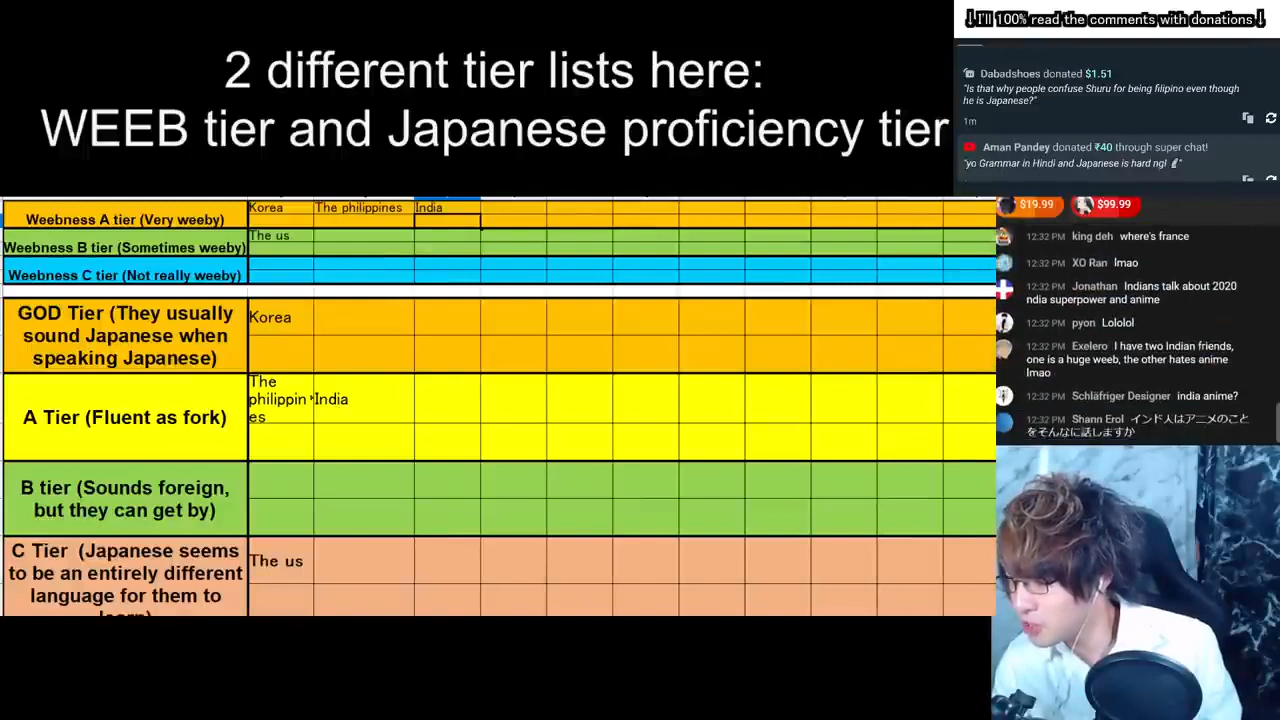 2 different tier lists here:
WEEB tier and Japanese proficiency tier
Weebness A tier (Very weeby)
Korea
The philippines
India
Weebness B tier (Sometimes weeby)
The us
Weebness C tier (Not really weeby)
GOD Tier (They usually
sound Japanese when
speaking Japanese)
Korea
A Tier (Fluent as fork)
The
philippin
es
India
B tier (Sounds foreign,
but they can get by)
C Tier (Japanese seems
to be an entirely different
language for them to
The us
↓I'll 100% read the comments with donations↓
Dabadshoes donated $1.51
"Is that why people confuse Shuru for being filipino even though
he is Japanese?"
1m
Aman Pandey donated ₹40 through super chat!
"yo Grammar in Hindi and Japanese is hard ngl
$19.99
$99.99
12:32 PM king deh where's france
12:32 PM XO Ran lmao
12:32 PM Jonathan Indians talk about 2020
ndia superpower and anime
12:32 PM pyon Lololol
12:32 PM Exelero I have two Indian friends,
one is a huge weeb, the other hates anime
lmao
12:32 PM Schläfriger Designer india anime?
12:32 PM Shann Erol インド人はアニメのこと
をそんなに話しますか